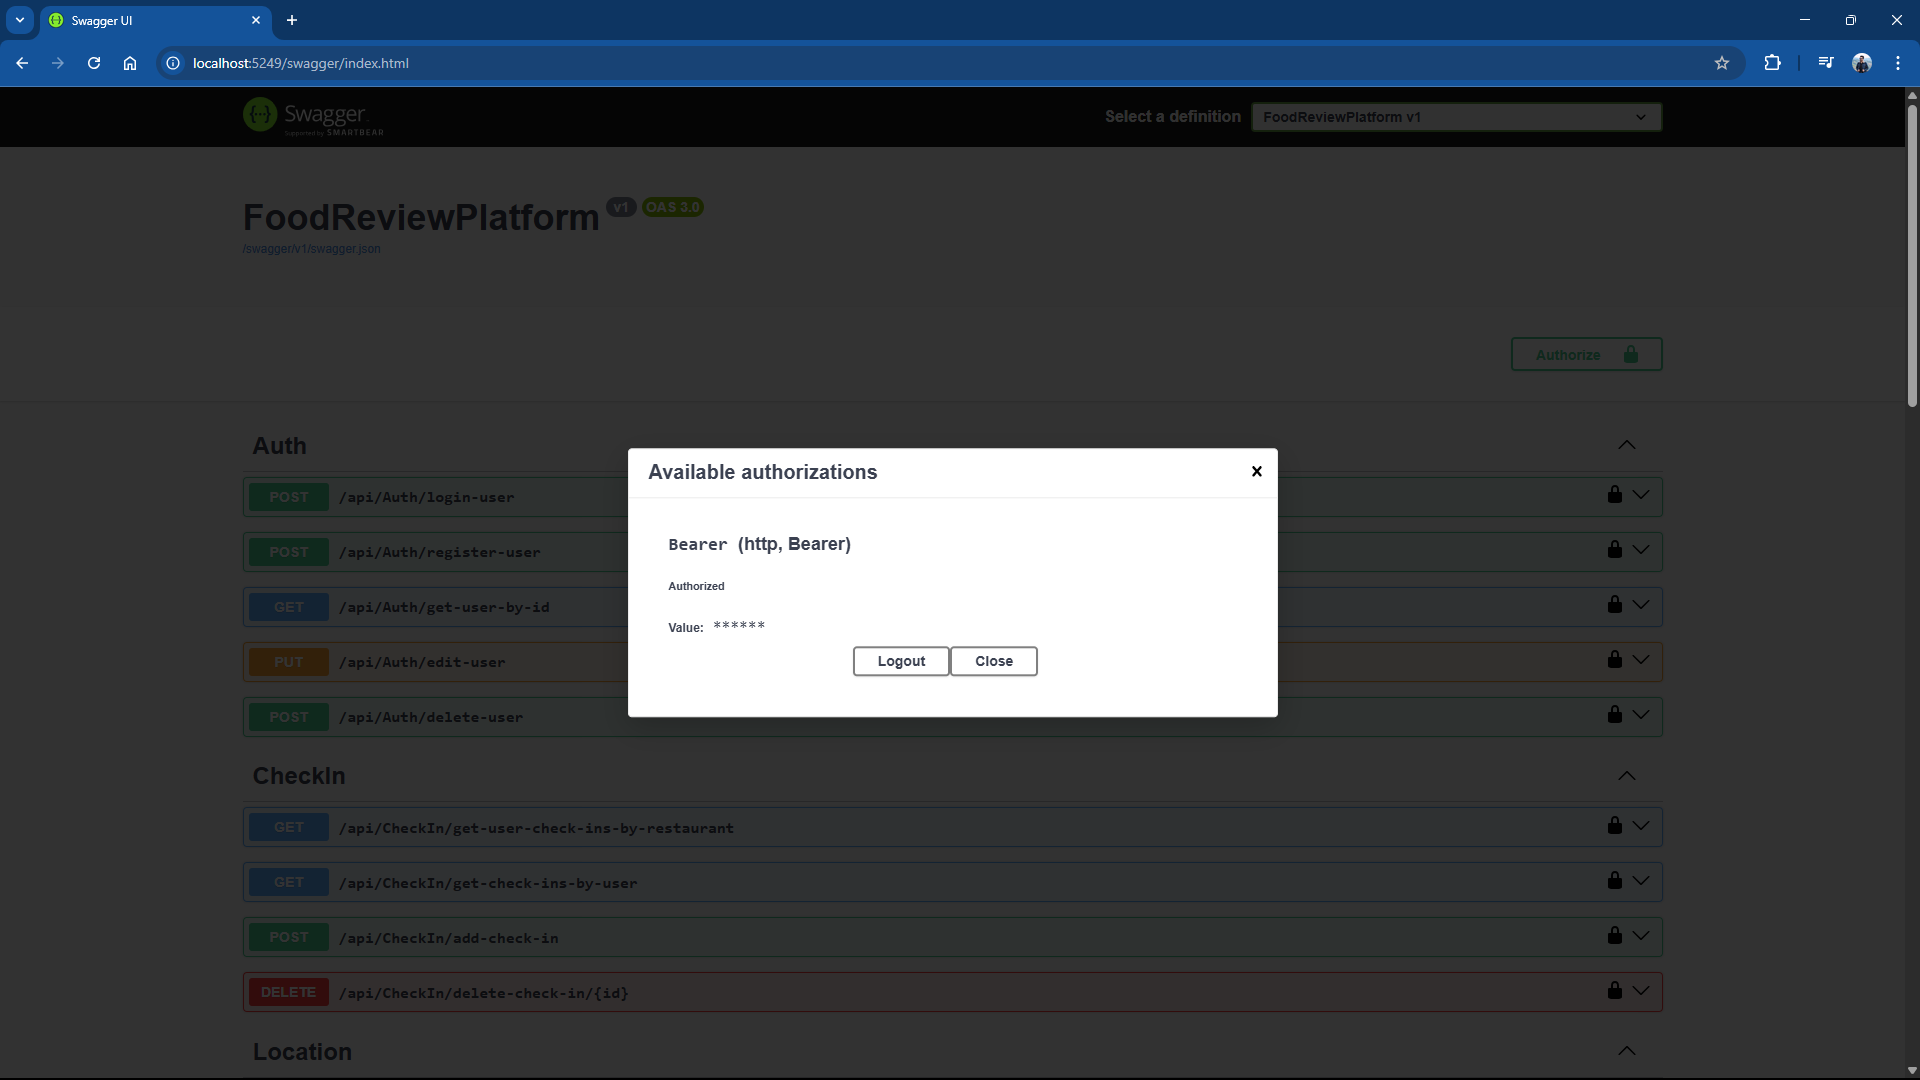 Swagger UI
localhost:5249/swagger/index.html
Swagger
Supported by SMARTBEAR
Select a definition
FoodReviewPlatform v1
FoodReviewPlatform v1 OAS 3.0
/swagger/v1/swagger.json
Authorize
Auth
POST /api/Auth/login-user
POST /api/Auth/register-user
GET /api/Auth/get-user-by-id
PUT /api/Auth/edit-user
POST /api/Auth/delete-user
Available authorizations
Bearer (http, Bearer)
Authorized
Value: ******
Logout Close
CheckIn
GET /api/CheckIn/get-user-check-ins-by-restaurant
GET /api/CheckIn/get-check-ins-by-user
POST /api/CheckIn/add-check-in
DELETE /api/CheckIn/delete-check-in/{id}
Location